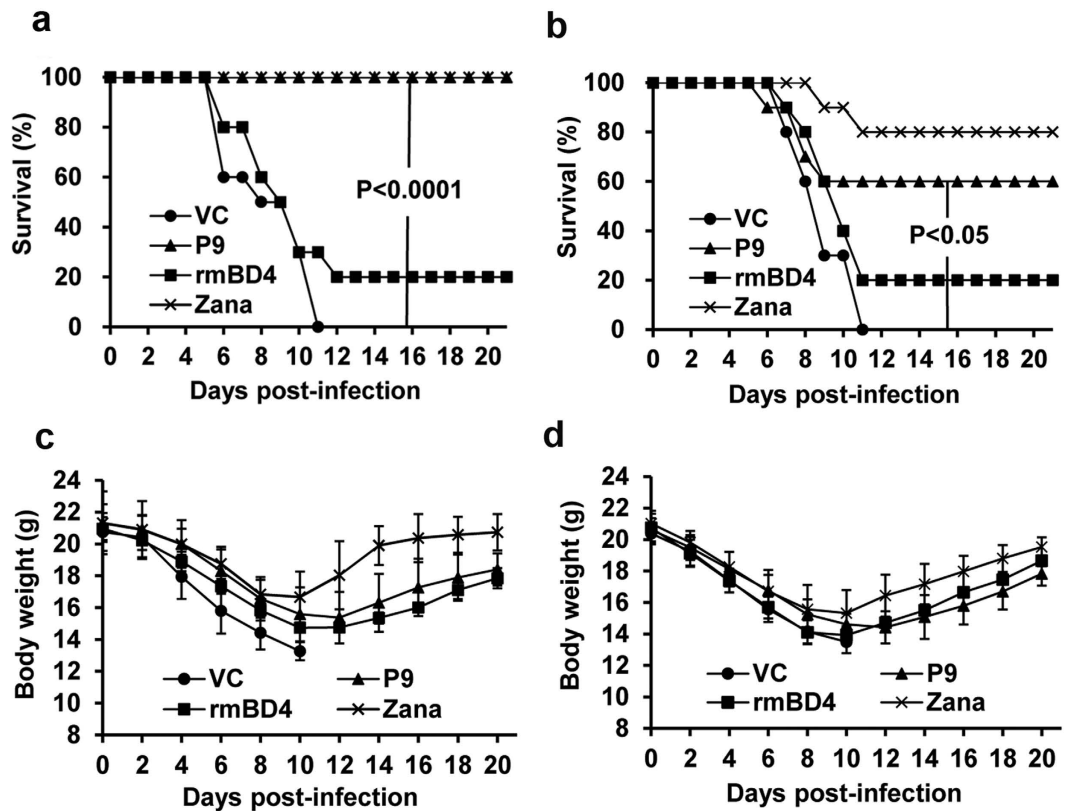 a
Survival (%)
100
80
60
40
20
0
P<0.0001
VC
P9
rmBD4
Zana
0 2 4 6 8 10 12 14 16 18 20
Days post-infection
b
Survival (%)
100
80
60
40
20
0
P<0.05
VC
P9
rmBD4
Zana
0 2 4 6 8 10 12 14 16 18 20
Days post-infection
c
Body weight (g)
24
22
20
18
16
14
12
10
8
VC P9
rmBD4 Zana
0 2 4 6 8 10 12 14 16 18 20
Days post-infection
d
Body weight (g)
24
22
20
18
16
14
12
10
8
VC P9
rmBD4 Zana
0 2 4 6 8 10 12 14 16 18 20
Days post-infection